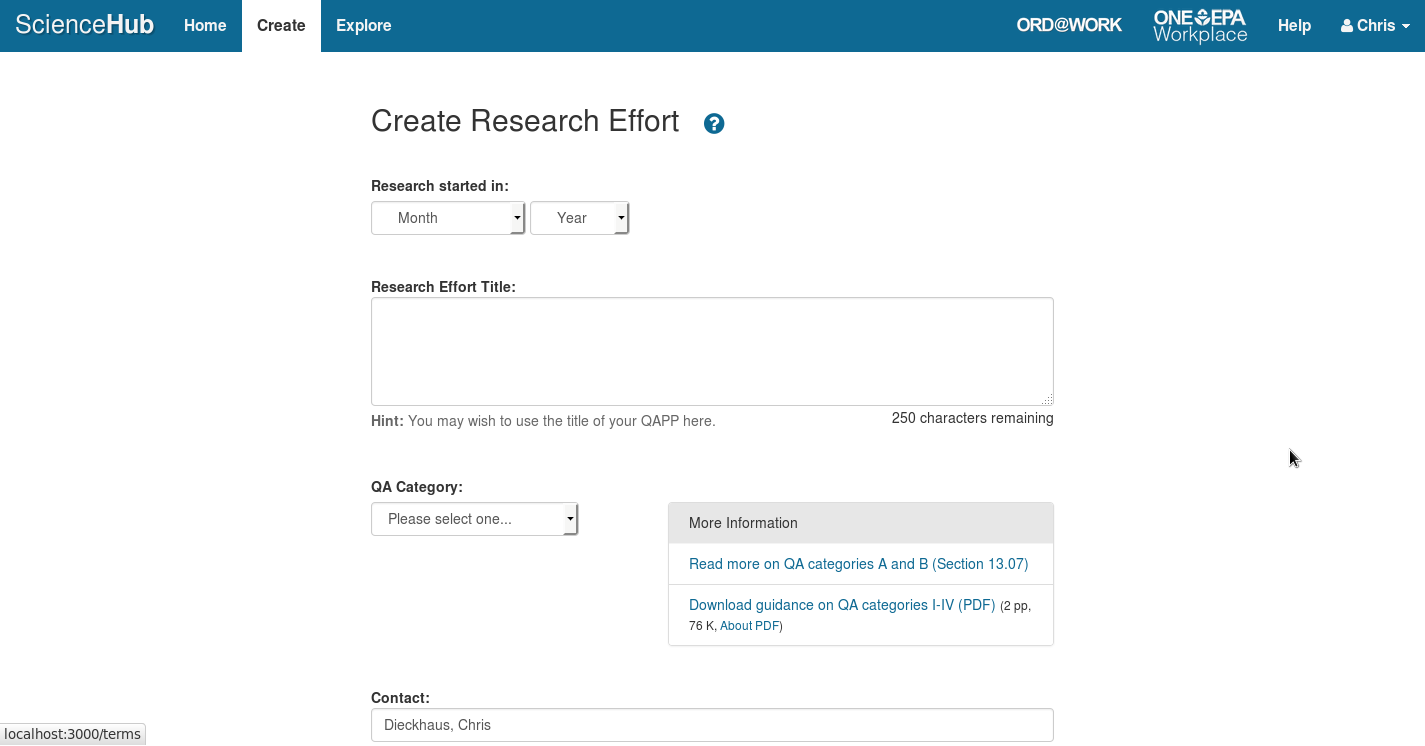 ScienceHub Home Create Explore ORD@WORK ONE EPA Workplace Help Chris
Create Research Effort ?
Research started in:
Month Year
Research Effort Title:
Hint: You may wish to use the title of your QAPP here. 250 characters remaining
QA Category:
Please select one...
More Information
Read more on QA categories A and B (Section 13.07)
Download guidance on QA categories I-IV (PDF) (2 pp,
76 K, About PDF)
Contact:
Dieckhaus, Chris
localhost:3000/terms